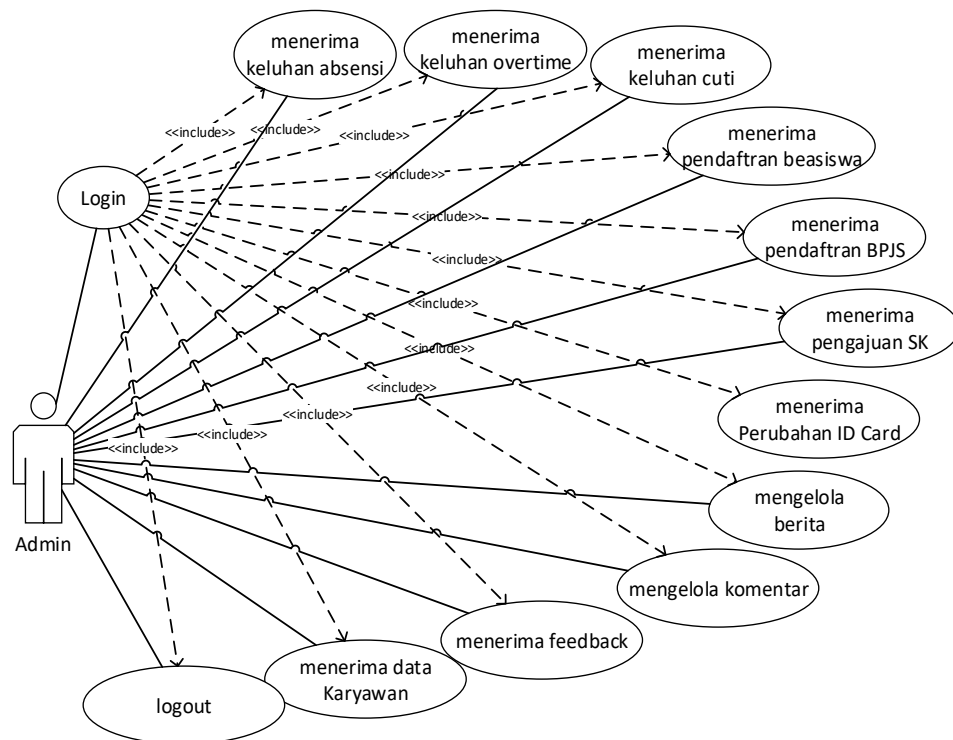 menerima
keluhan absensi
menerima
keluhan overtime
menerima
keluhan cuti
<<include>>
<<include>>
<<include>>
menerima
pendaftran beasiswa
<<include>>
Login
<<include>>
menerima
pendaftran BPJS
<<include>>
<<include>>
menerima
pengajuan SK
<<include>>
<<include>>
menerima
Perubahan ID Card
<<include>>
<<include>>
<<include>>
<<include>>
mengelola
berita
Admin
mengelola komentar
menerima feedback
menerima data
Karyawan
logout